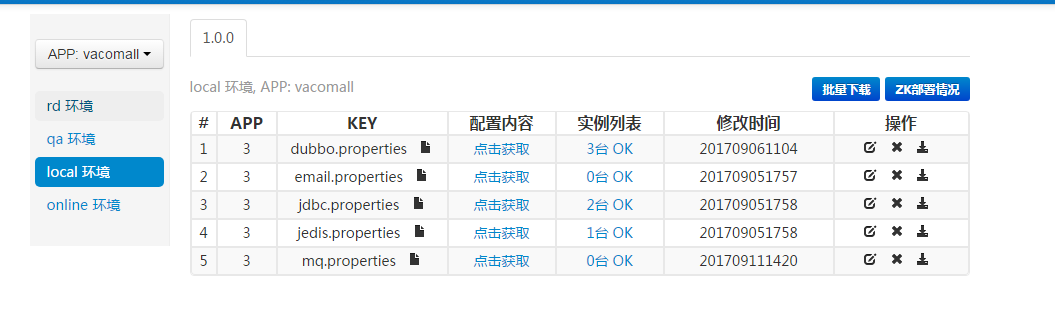 1.0.0
APP: vacomall
local 环境, APP: vacomall
批量下载 ZK部署情况
rd 环境
qa 环境
local 环境
online 环境
# APP KEY 配置内容 实例列表 修改时间 操作
1 3 dubbo.properties 点击获取 3台 OK 201709061104
2 3 email.properties 点击获取 0台 OK 201709051757
3 3 jdbc.properties 点击获取 2台 OK 201709051758
4 3 jedis.properties 点击获取 1台 OK 201709051758
5 3 mq.properties 点击获取 0台 OK 201709111420